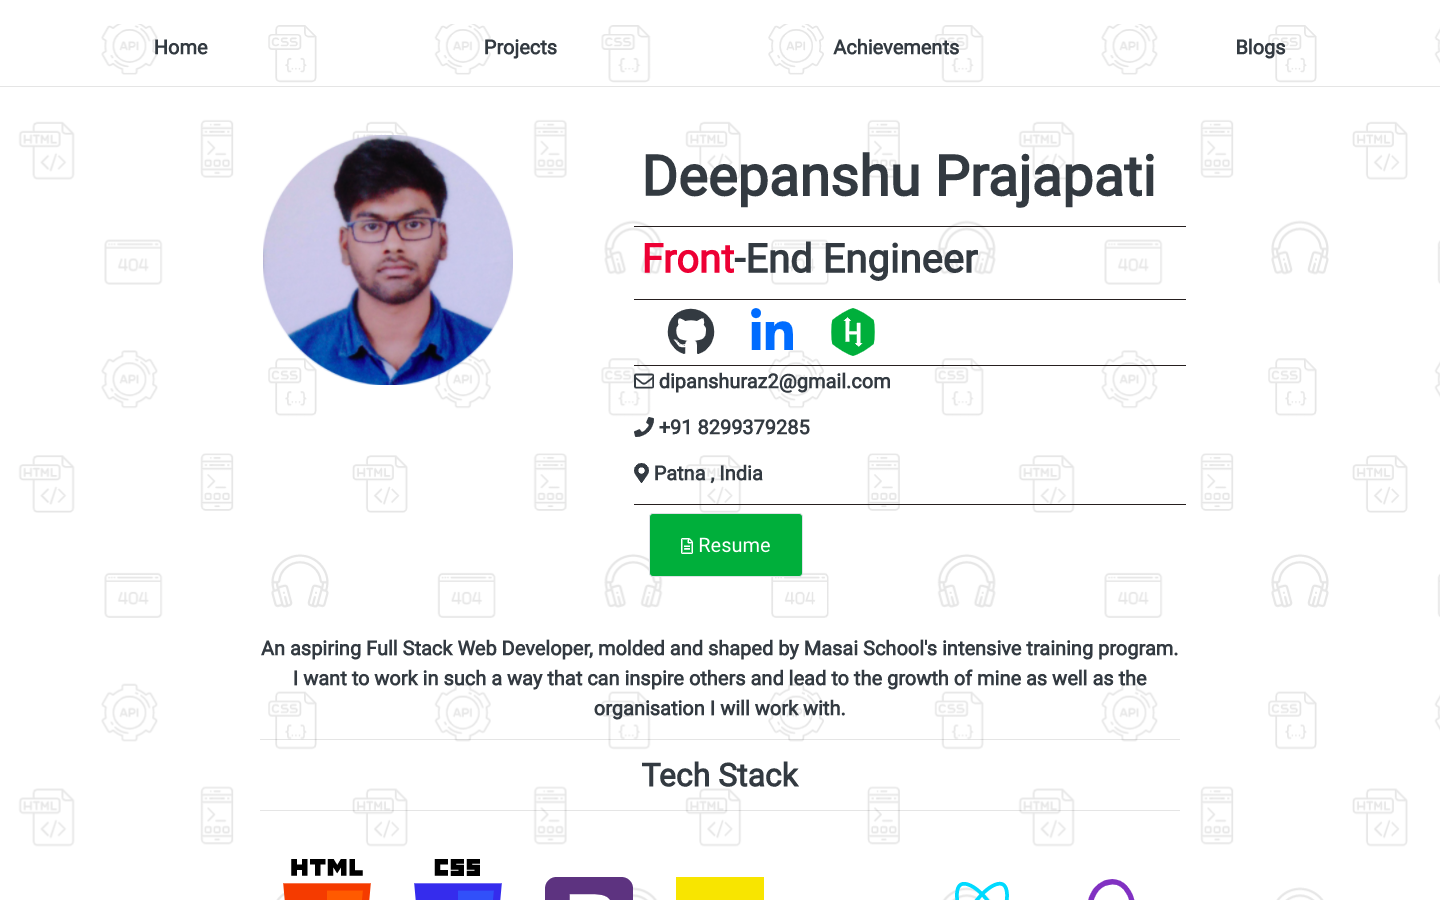 Home Projects Achievements Blogs
Deepanshu Prajapati
Front-End Engineer
dipanshuraz2@gmail.com
+91 8299379285
Patna , India
Resume
An aspiring Full Stack Web Developer, molded and shaped by Masai School's intensive training program.
I want to work in such a way that can inspire others and lead to the growth of mine as well as the
organisation I will work with.
Tech Stack
HTML CSS